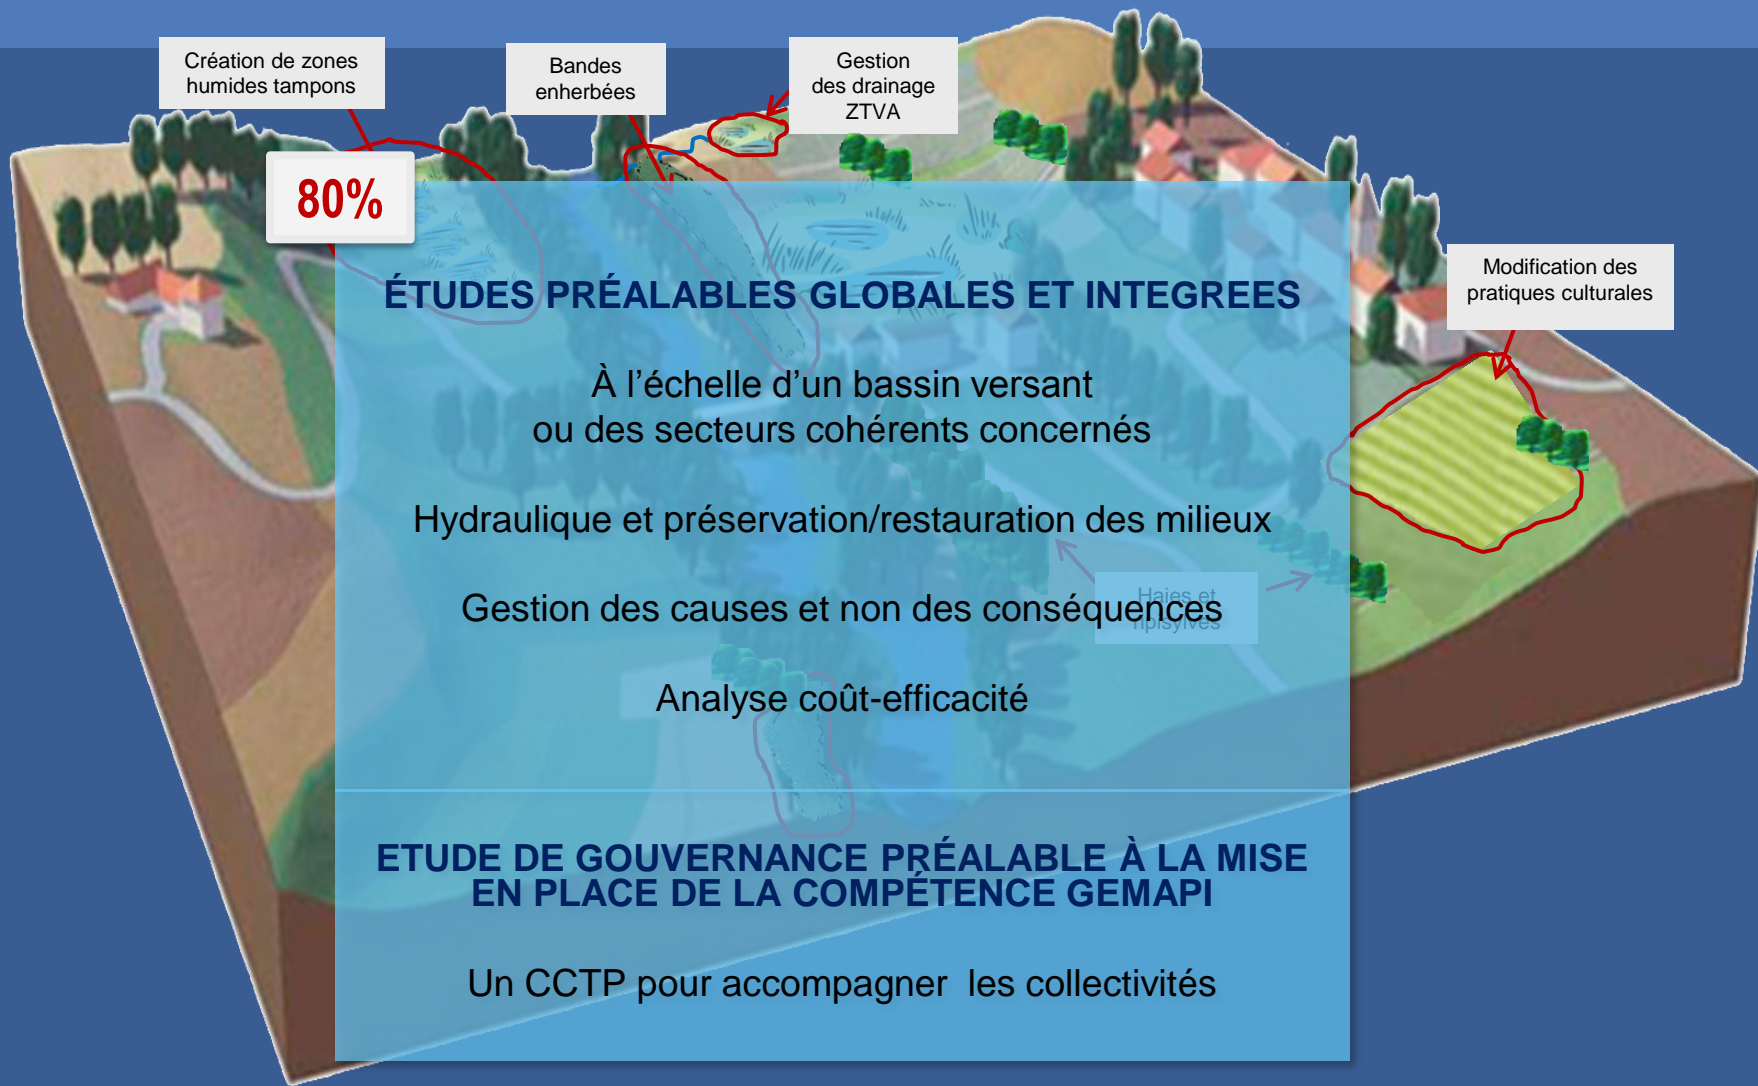 Création de zones
humides tampons
Bandes
enherbées
Gestion
des drainage
ZTVA
80%
Modification des
pratiques culturales
ÉTUDES PRÉALABLES GLOBALES ET INTEGREES
À l’échelle d’un bassin versant
ou des secteurs cohérents concernés
Hydraulique et préservation/restauration des milieux
Haies et
ripisylves
Gestion des causes et non des conséquences
Analyse coût-efficacité
ETUDE DE GOUVERNANCE PRÉALABLE À LA MISE
EN PLACE DE LA COMPÉTENCE GEMAPI
Un CCTP pour accompagner les collectivités